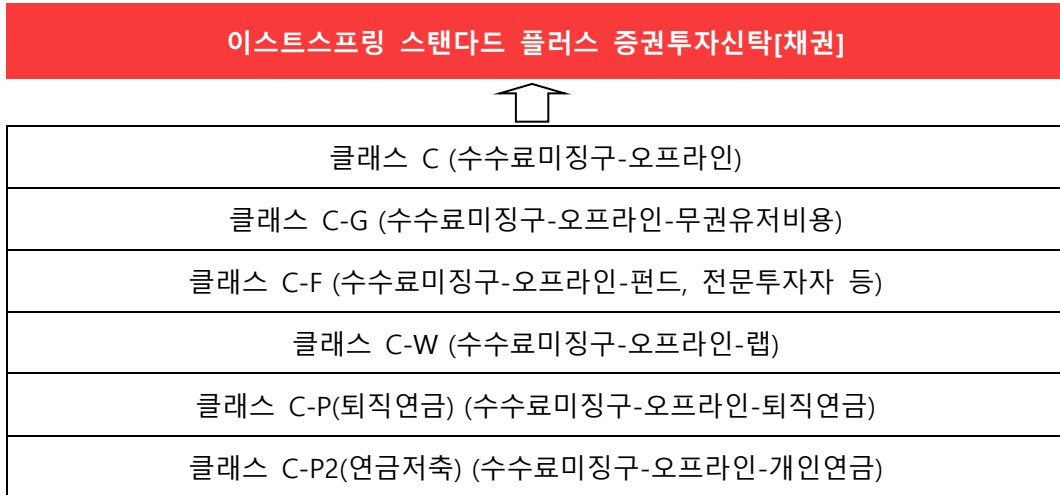 이스트스프링 스탠다드 플러스 증권투자신탁[채권]
클래스 C (수수료미징구-오프라인)
클래스 C-G (수수료미징구-오프라인-무권유저비용)
클래스 C-F (수수료미징구-오프라인-펀드, 전문투자자 등)
클래스 C-W (수수료미징구-오프라인-랩)
클래스 C-P(퇴직연금) (수수료미징구-오프라인-퇴직연금)
클래스 C-P2(연금저축) (수수료미징구-오프라인-개인연금)